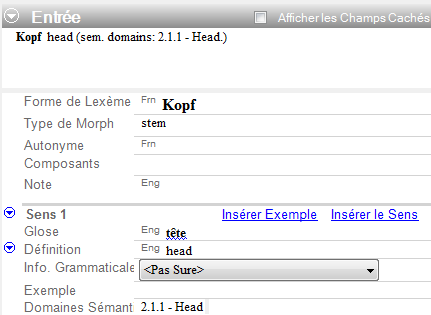 Entrée Afficher les Champs Cachés
Kopf head (sem. domains: 2.1.1 - Head.)
Forme de Lexème Frn Kopf
Type de Morph stem
Autonyme Frn
Composants
Note Eng
Sens 1 Insérer Exemple Insérer le Sens
Glose Eng tête
Définition Eng head
Info. Grammaticale <Pas Sure>
Exemple
Domaines Sémant 2.1.1 - Head